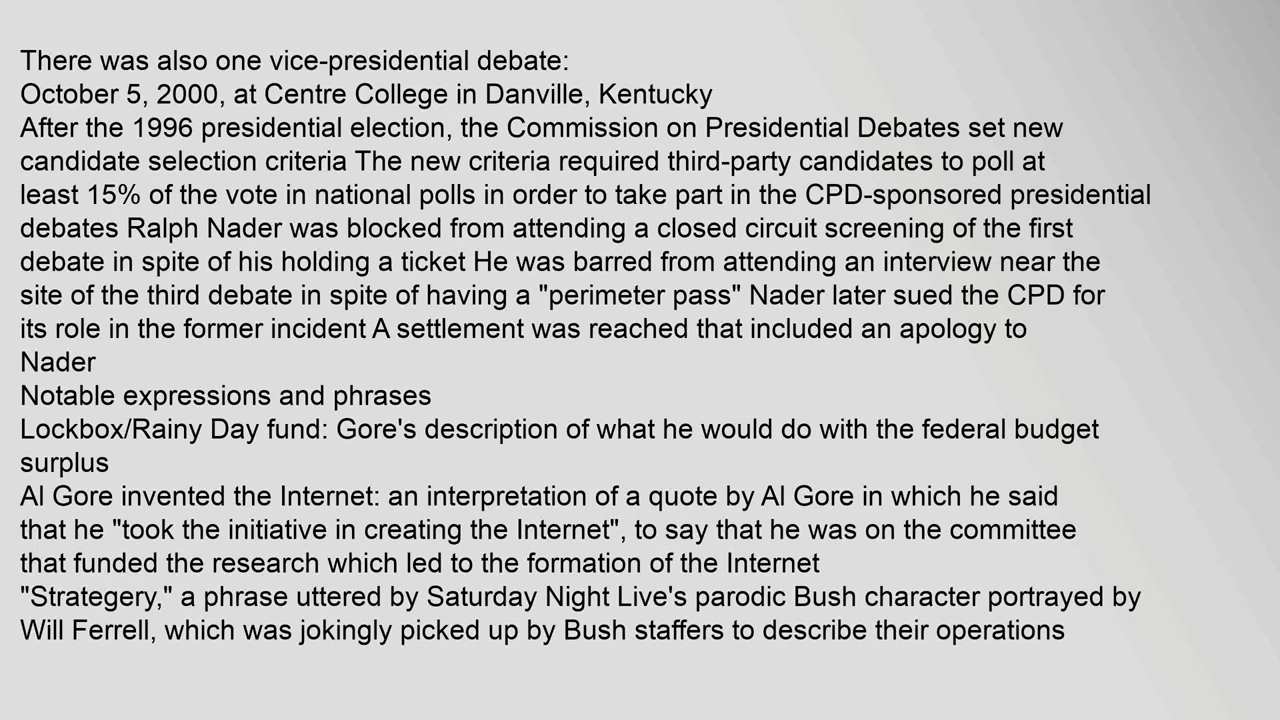 There was also one vice-presidential debate:
October 5, 2000, at Centre College in Danville, Kentucky
After the 1996 presidential election, the Commission on Presidential Debates set new
candidate selection criteria The new criteria required third-party candidates to poll at
least 15% of the vote in national polls in order to take part in the CPD-sponsored presidential
debates Ralph Nader was blocked from attending a closed circuit screening of the first
debate in spite of his holding a ticket He was barred from attending an interview near the
site of the third debate in spite of having a "perimeter pass" Nader later sued the CPD for
its role in the former incident A settlement was reached that included an apology to
Nader
Notable expressions and phrases
Lockbox/Rainy Day fund: Gore's description of what he would do with the federal budget
surplus
Al Gore invented the Internet: an interpretation of a quote by Al Gore in which he said
that he "took the initiative in creating the Internet", to say that he was on the committee
that funded the research which led to the formation of the Internet
"Strategery," a phrase uttered by Saturday Night Live's parodic Bush character portrayed by
Will Ferrell, which was jokingly picked up by Bush staffers to describe their operations